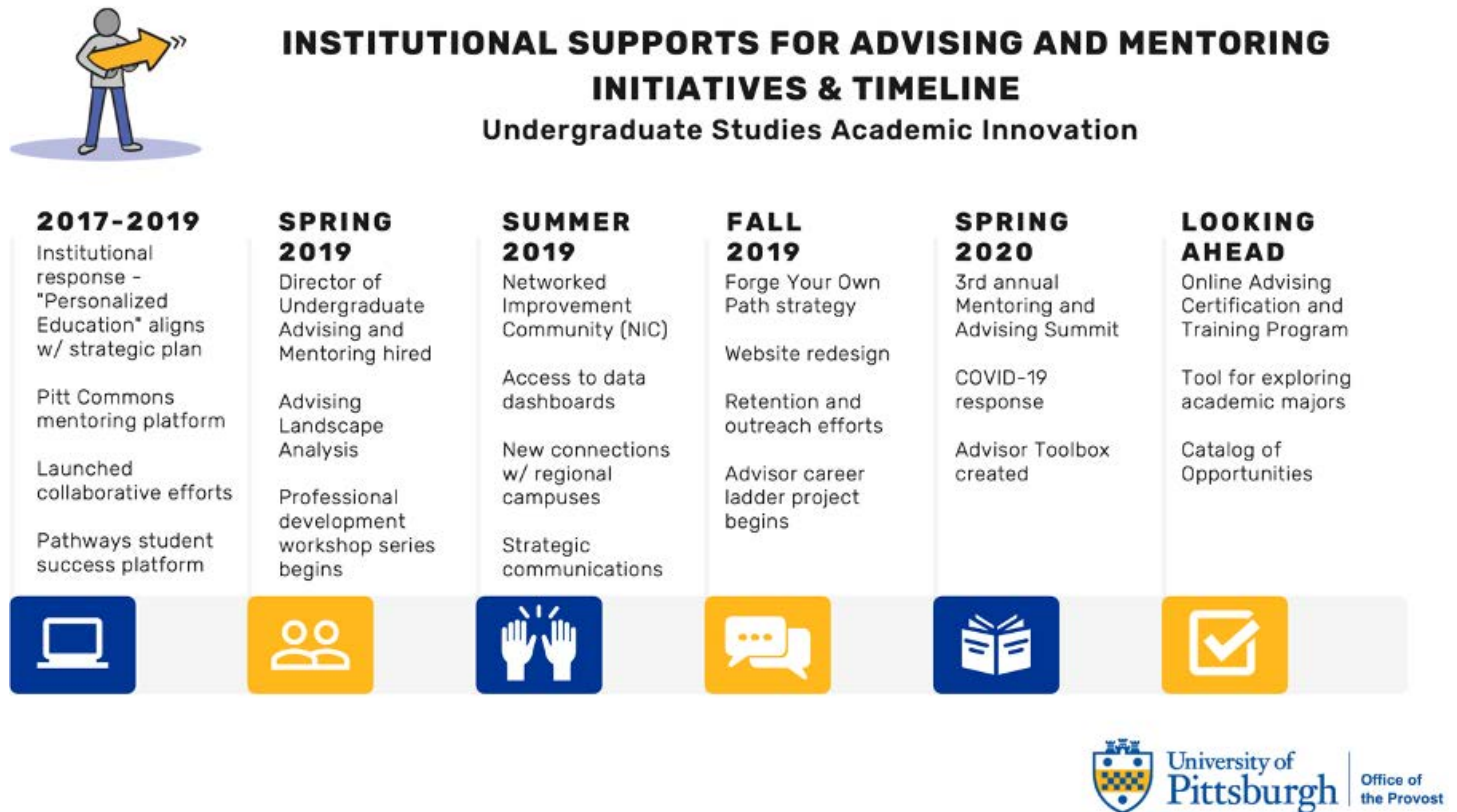 INSTITUTIONAL SUPPORTS FOR ADVISING AND MENTORING
INITIATIVES & TIMELINE
Undergraduate Studies Academic Innovation
2017-2019
Institutional
response -
"Personalized
Education" aligns
w/ strategic plan
Pitt Commons
mentoring platform
Launched
collaborative efforts
Pathways student
success platform
SPRING
2019
Director of
Undergraduate
Advising and
Mentoring hired
Advising
Landscape
Analysis
Professional
development
workshop series
begins
SUMMER
2019
Networked
Improvement
Community (NIC)
Access to data
dashboards
New connections
w/ regional
campuses
Strategic
communications
FALL
2019
Forge Your Own
Path strategy
Website redesign
Retention and
outreach efforts
Advisor career
ladder project
begins
SPRING
2020
3rd annual
Mentoring and
Advising Summit
COVID-19
response
Advisor Toolbox
created
LOOKING
AHEAD
Online Advising
Certification and
Training Program
Tool for exploring
academic majors
Catalog of
Opportunities
University of
Pittsburgh
Office of
the Provost